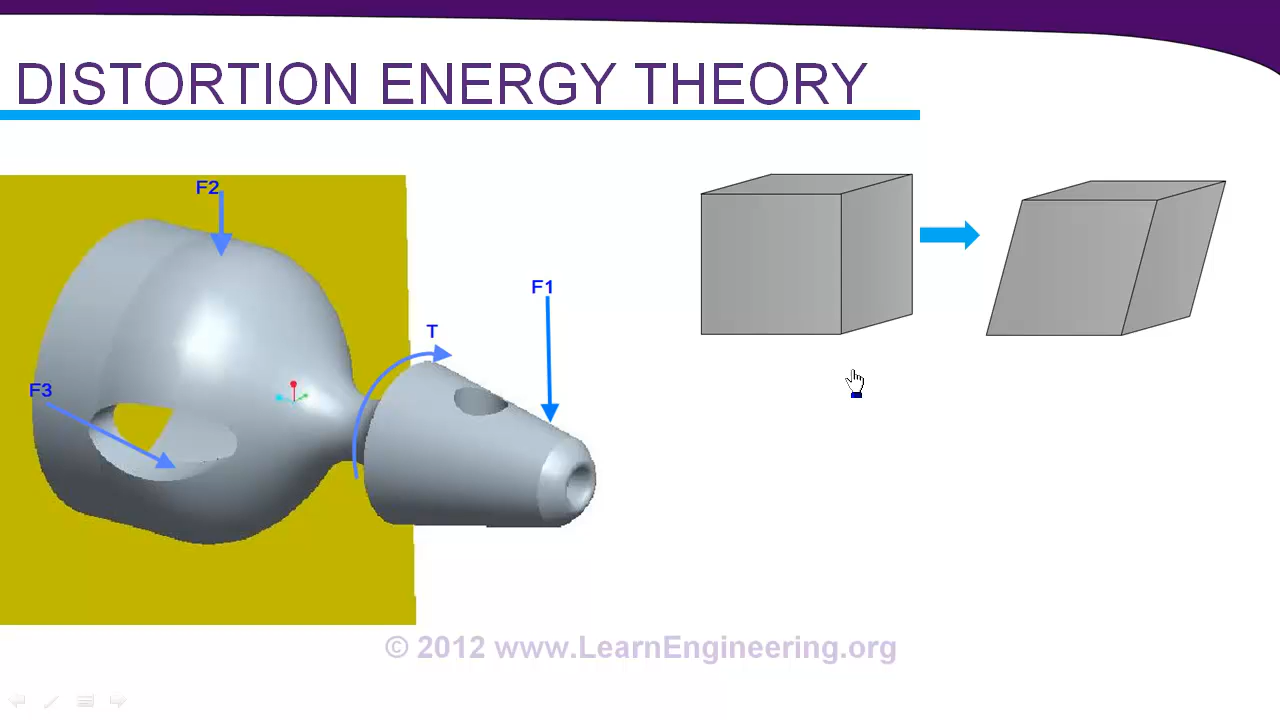 DISTORTION ENERGY THEORY
F2
F1
T
F3
© 2012 www.LearnEngineering.org